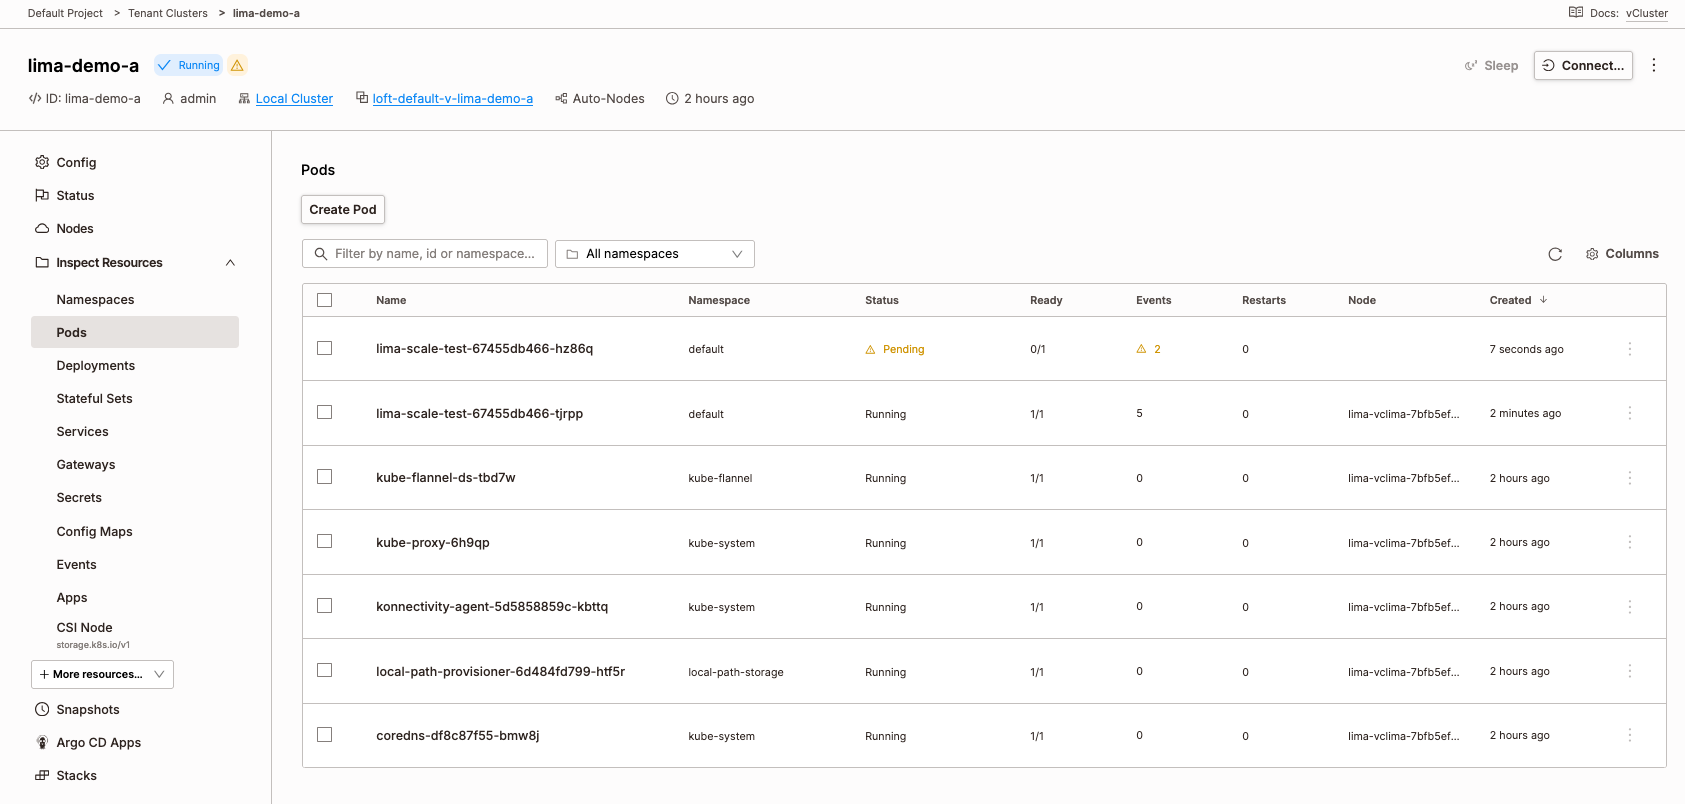 Default Project > Tenant Clusters > lima-demo-a
Docs: vCluster
lima-demo-a Running
Sleep Connect...
ID: lima-demo-a admin Local Cluster loft-default-v-lima-demo-a Auto-Nodes 2 hours ago
Config
Status
Nodes
Inspect Resources
Namespaces
Pods
Deployments
Stateful Sets
Services
Gateways
Secrets
Config Maps
Events
Apps
CSI Node
storage.k8s.io/v1
+ More resources...
Snapshots
Argo CD Apps
Stacks
Pods
Create Pod
Filter by name, id or namespace... All namespaces
Columns
Name Namespace Status Ready Events Restarts Node Created ↓
lima-scale-test-67455db466-hz86q default Pending 0/1 2 0 7 seconds ago
lima-scale-test-67455db466-tjrpp default Running 1/1 5 0 lima-vclima-7bfb5ef... 2 minutes ago
kube-flannel-ds-tbd7w kube-flannel Running 1/1 0 0 lima-vclima-7bfb5ef... 2 hours ago
kube-proxy-6h9qp kube-system Running 1/1 0 0 lima-vclima-7bfb5ef... 2 hours ago
konnectivity-agent-5d5858859c-kbttq kube-system Running 1/1 0 0 lima-vclima-7bfb5ef... 2 hours ago
local-path-provisioner-6d484fd799-htf5r local-path-storage Running 1/1 0 0 lima-vclima-7bfb5ef... 2 hours ago
coredns-df8c87f55-bmw8j kube-system Running 1/1 0 0 lima-vclima-7bfb5ef... 2 hours ago